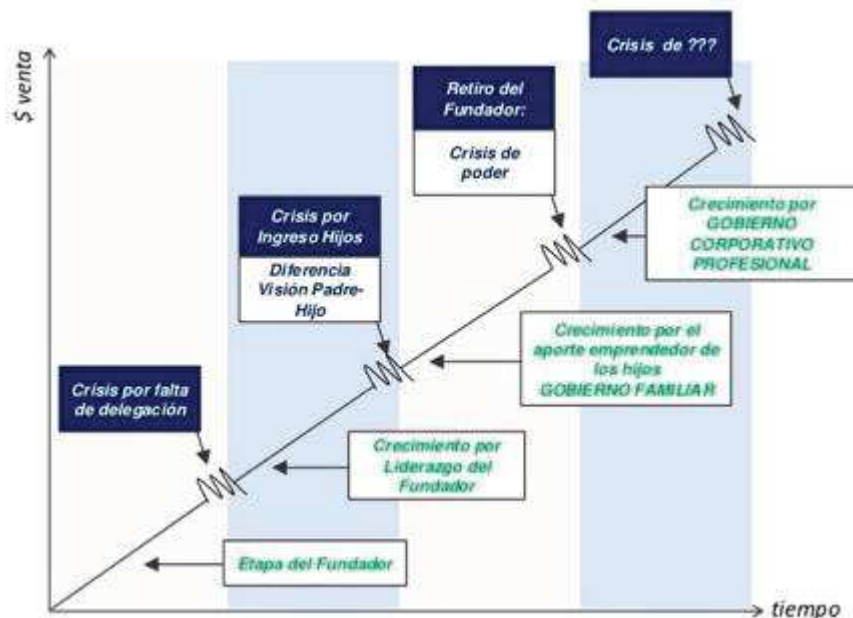 Crisis de ???
$ venta
Retiro del
Fundador:
Crisis de
poder
Crecimiento por
GOBIERNO
CORPORATIVO
PROFESIONAL
Crisis por
Ingreso Hijos
Diferencia
Visión Padre-
Hijo
Crecimiento por el
aporte emprendedor de
los hijos
GOBIERNO FAMILIAR
Crisis por falta
de delegación
Crecimiento por
Liderazgo del
Fundador
Etapa del Fundador
tiempo